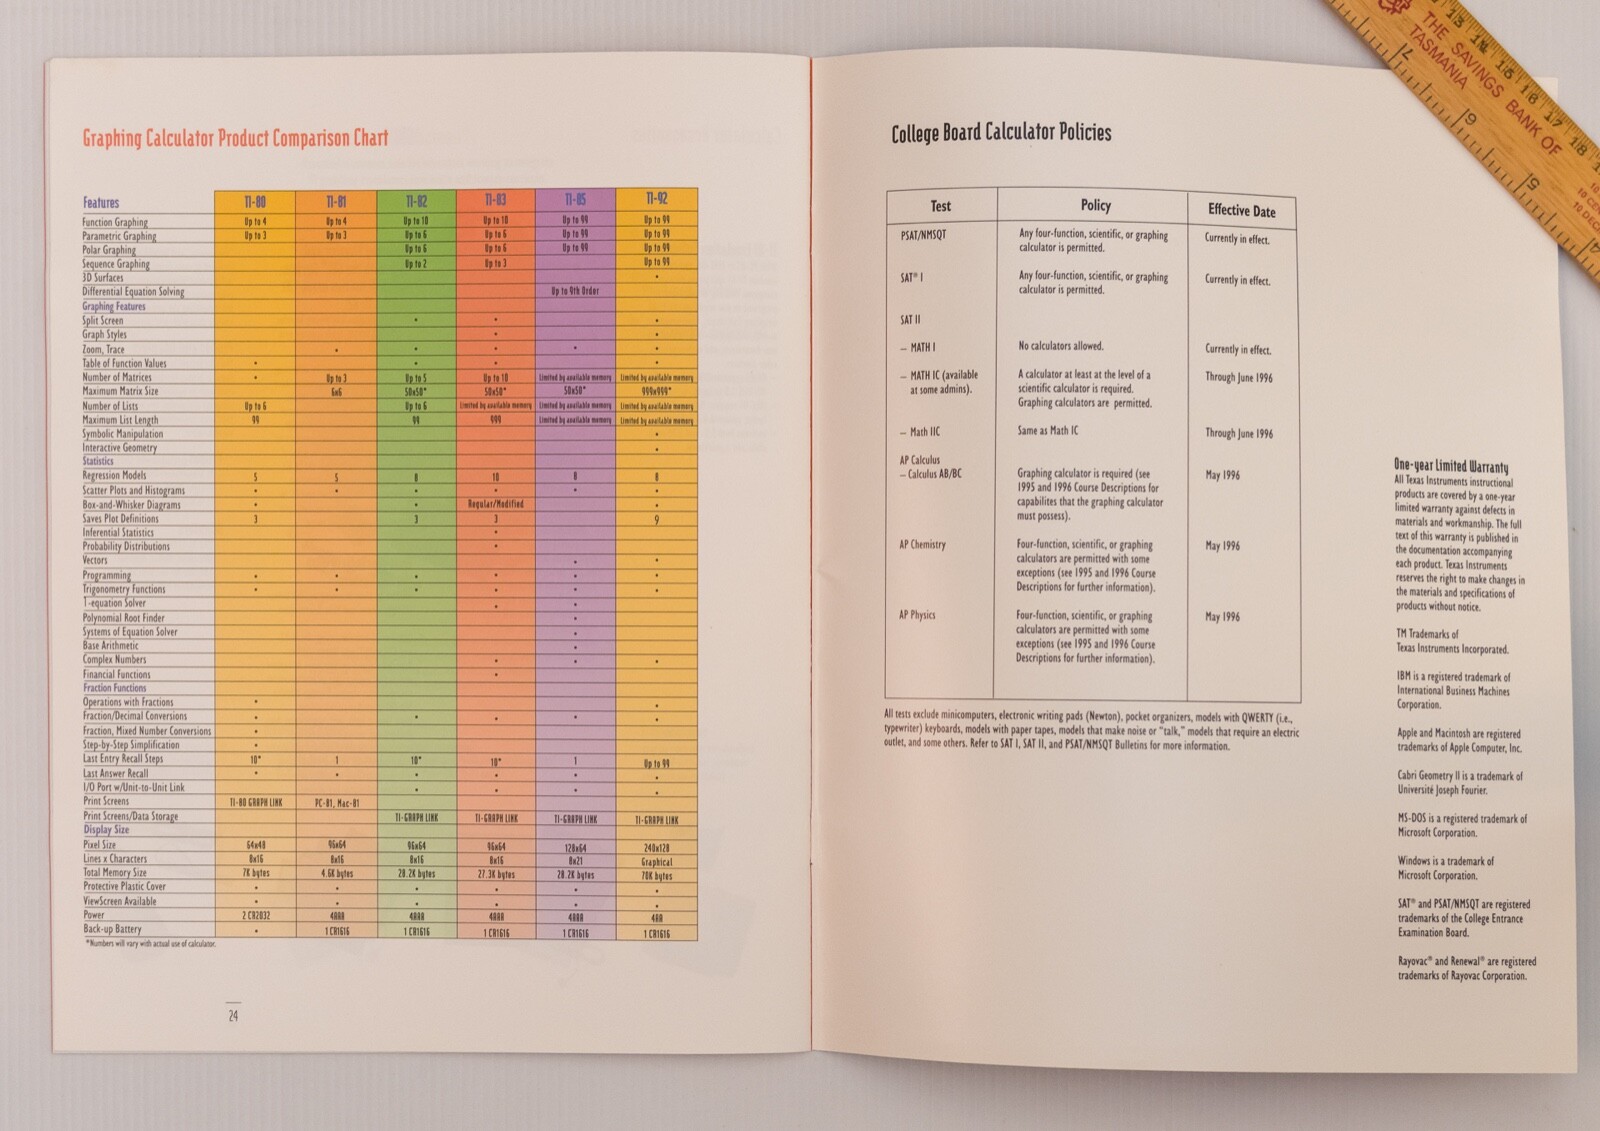 Graphing Calculator Product Comparison Chart
Features TI-80 TI-81 TI-82 TI-83 TI-85 TI-92
Function Graphing Up to 4 Up to 4 Up to 10 Up to 10 Up to 99 Up to 99
Parametric Graphing Up to 3 Up to 3 Up to 6 Up to 6 Up to 99 Up to 99
Polar Graphing Up to 6 Up to 6 Up to 99 Up to 99
Sequence Graphing Up to 2 Up to 3 Up to 99
3D Surfaces •
Differential Equation Solving Up to 9th Order
Graphing Features
Split Screen • • •
Graph Styles • •
Zoom, Trace • • • • •
Table of Function Values • • • •
Number of Matrices • Up to 3 Up to 5 Up to 10 Limited by available memory Limited by available memory
Maximum Matrix Size 6x6 50x50* 50x50* 50x50* 999x999*
Number of Lists Up to 6 Up to 6 Limited by available memory Limited by available memory Limited by available memory
Maximum List Length 99 99 999 Limited by available memory Limited by available memory
Symbolic Manipulation •
Interactive Geometry •
Statistics
Regression Models 5 5 8 10 8 8
Scatter Plots and Histograms • • • • • •
Box-and-Whisker Diagrams • • Regular/Modified •
Saves Plot Definitions 3 3 3 9
Inferential Statistics •
Probability Distributions •
Vectors • •
Programming • • • • • •
Trigonometry Functions • • • • • •
1-equation Solver • •
Polynomial Root Finder •
Systems of Equation Solver •
Base Arithmetic •
Complex Numbers • • •
Financial Functions •
Fraction Functions
Operations with Fractions • •
Fraction/Decimal Conversions • • • • •
Fraction, Mixed Number Conversions •
Step-by-Step Simplification •
Last Entry Recall Steps 10* 1 10* 10* 1 Up to 99
Last Answer Recall • • • • • •
I/O Port w/Unit-to-Unit Link • • • •
Print Screens TI-80 GRAPH LINK PC-81, Mac-81
Print Screens/Data Storage TI-GRAPH LINK TI-GRAPH LINK TI-GRAPH LINK TI-GRAPH LINK
Display Size
Pixel Size 64x48 96x64 96x64 96x64 128x64 240x128
Lines x Characters 8x16 8x16 8x16 8x16 8x21 Graphical
Total Memory Size 7K bytes 4.6K bytes 28.2K bytes 27.3K bytes 28.2K bytes 70K bytes
Protective Plastic Cover • • • • • •
ViewScreen Available • • • • • •
Power 2 CR2032 4AAA 4AAA 4AAA 4AAA 4AA
Back-up Battery • 1 CR1616 1 CR1616 1 CR1616 1 CR1616 1 CR1616
*Numbers will vary with actual use of calculator.
24
College Board Calculator Policies
Test Policy Effective Date
PSAT/NMSQT Any four-function, scientific, or graphing Currently in effect.
calculator is permitted.
SAT® I Any four-function, scientific, or graphing Currently in effect.
calculator is permitted.
SAT II
– MATH I No calculators allowed. Currently in effect.
– MATH IC (available A calculator at least at the level of a Through June 1996
at some admins). scientific calculator is required.
Graphing calculators are permitted.
– Math IIC Same as Math IC Through June 1996
AP Calculus
– Calculus AB/BC Graphing calculator is required (see May 1996
1995 and 1996 Course Descriptions for
capabilites that the graphing calculator
must possess).
AP Chemistry Four-function, scientific, or graphing May 1996
calculators are permitted with some
exceptions (see 1995 and 1996 Course
Descriptions for further information).
AP Physics Four-function, scientific, or graphing May 1996
calculators are permitted with some
exceptions (see 1995 and 1996 Course
Descriptions for further information).
All tests exclude minicomputers, electronic writing pads (Newton), pocket organizers, models with QWERTY (i.e.,
typewriter) keyboards, models with paper tapes, models that make noise or "talk," models that require an electric
outlet, and some others. Refer to SAT I, SAT II, and PSAT/NMSQT Bulletins for more information.
One-year Limited Warranty
All Texas Instruments instructional
products are covered by a one-year
limited warranty against defects in
materials and workmanship. The full
text of this warranty is published in
the documentation accompanying
each product. Texas Instruments
reserves the right to make changes in
the materials and specifications of
products without notice.
TM Trademarks of
Texas Instruments Incorporated.
IBM is a registered trademark of
International Business Machines
Corporation.
Apple and Macintosh are registered
trademarks of Apple Computer, Inc.
Cabri Geometry II is a trademark of
Université Joseph Fourier.
MS-DOS is a registered trademark of
Microsoft Corporation.
Windows is a trademark of
Microsoft Corporation.
SAT® and PSAT/NMSQT are registered
trademarks of the College Entrance
Examination Board.
Rayovac® and Renewal® are registered
trademarks of Rayovac Corporation.
13 14 15 16 17 18
THE SAVINGS BANK OF
TASMANIA
7 6 5 4